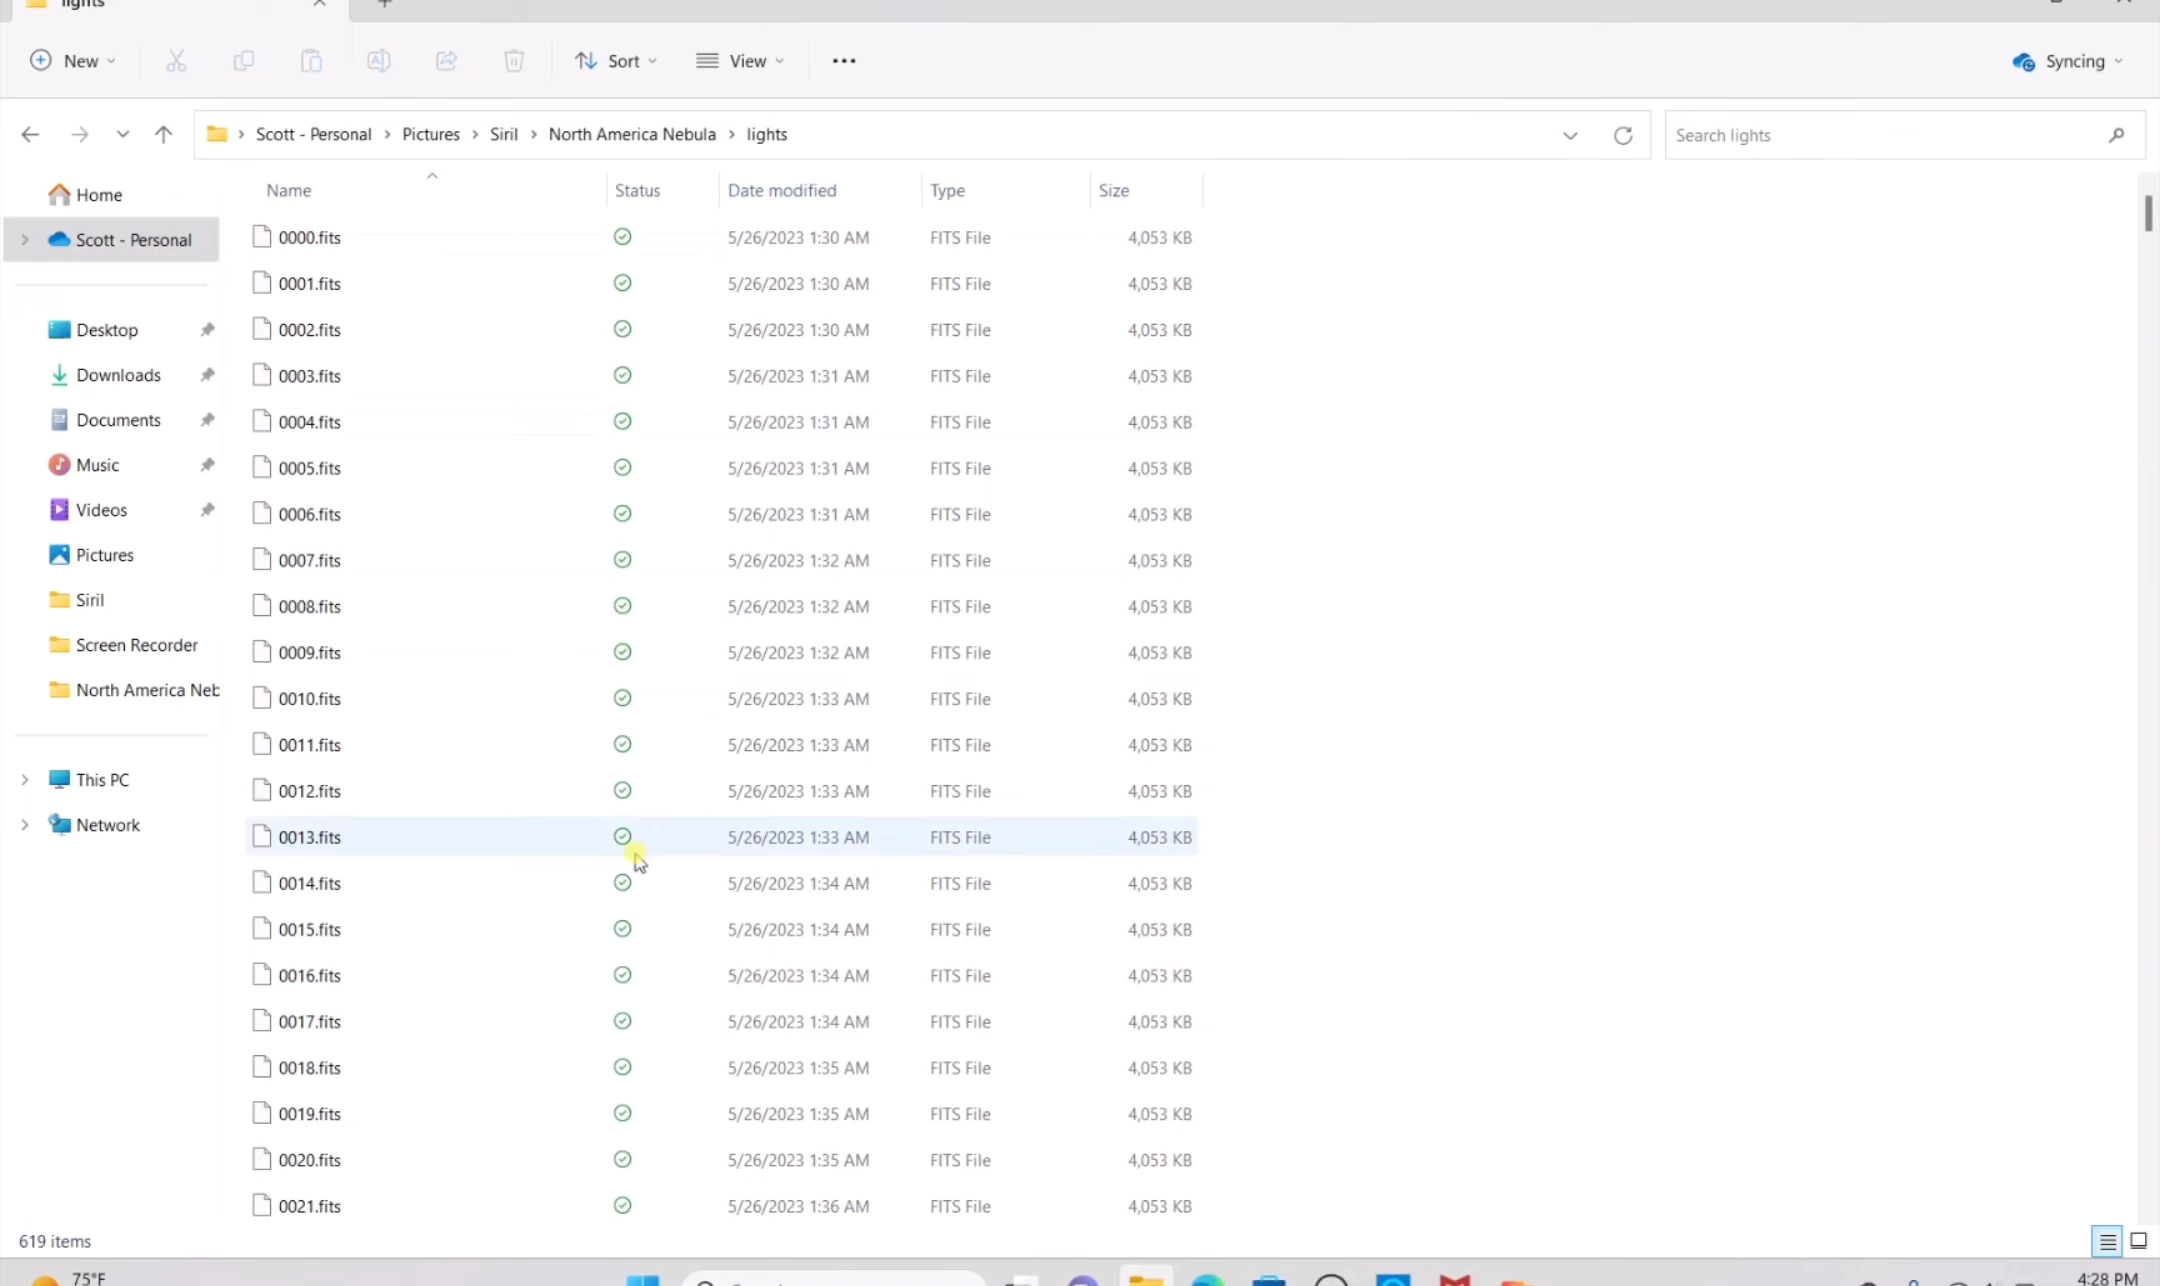 lights
New
Sort
View
Syncing
Scott - Personal > Pictures > Siril > North America Nebula > lights
Search lights
Name Status Date modified Type Size
Home
Scott - Personal
Desktop
Downloads
Documents
Music
Videos
Pictures
Siril
Screen Recorder
North America Neb
This PC
Network
0000.fits 5/26/2023 1:30 AM FITS File 4,053 KB
0001.fits 5/26/2023 1:30 AM FITS File 4,053 KB
0002.fits 5/26/2023 1:30 AM FITS File 4,053 KB
0003.fits 5/26/2023 1:31 AM FITS File 4,053 KB
0004.fits 5/26/2023 1:31 AM FITS File 4,053 KB
0005.fits 5/26/2023 1:31 AM FITS File 4,053 KB
0006.fits 5/26/2023 1:31 AM FITS File 4,053 KB
0007.fits 5/26/2023 1:32 AM FITS File 4,053 KB
0008.fits 5/26/2023 1:32 AM FITS File 4,053 KB
0009.fits 5/26/2023 1:32 AM FITS File 4,053 KB
0010.fits 5/26/2023 1:33 AM FITS File 4,053 KB
0011.fits 5/26/2023 1:33 AM FITS File 4,053 KB
0012.fits 5/26/2023 1:33 AM FITS File 4,053 KB
0013.fits 5/26/2023 1:33 AM FITS File 4,053 KB
0014.fits 5/26/2023 1:34 AM FITS File 4,053 KB
0015.fits 5/26/2023 1:34 AM FITS File 4,053 KB
0016.fits 5/26/2023 1:34 AM FITS File 4,053 KB
0017.fits 5/26/2023 1:34 AM FITS File 4,053 KB
0018.fits 5/26/2023 1:35 AM FITS File 4,053 KB
0019.fits 5/26/2023 1:35 AM FITS File 4,053 KB
0020.fits 5/26/2023 1:35 AM FITS File 4,053 KB
0021.fits 5/26/2023 1:36 AM FITS File 4,053 KB
619 items
75°F
4:28 PM